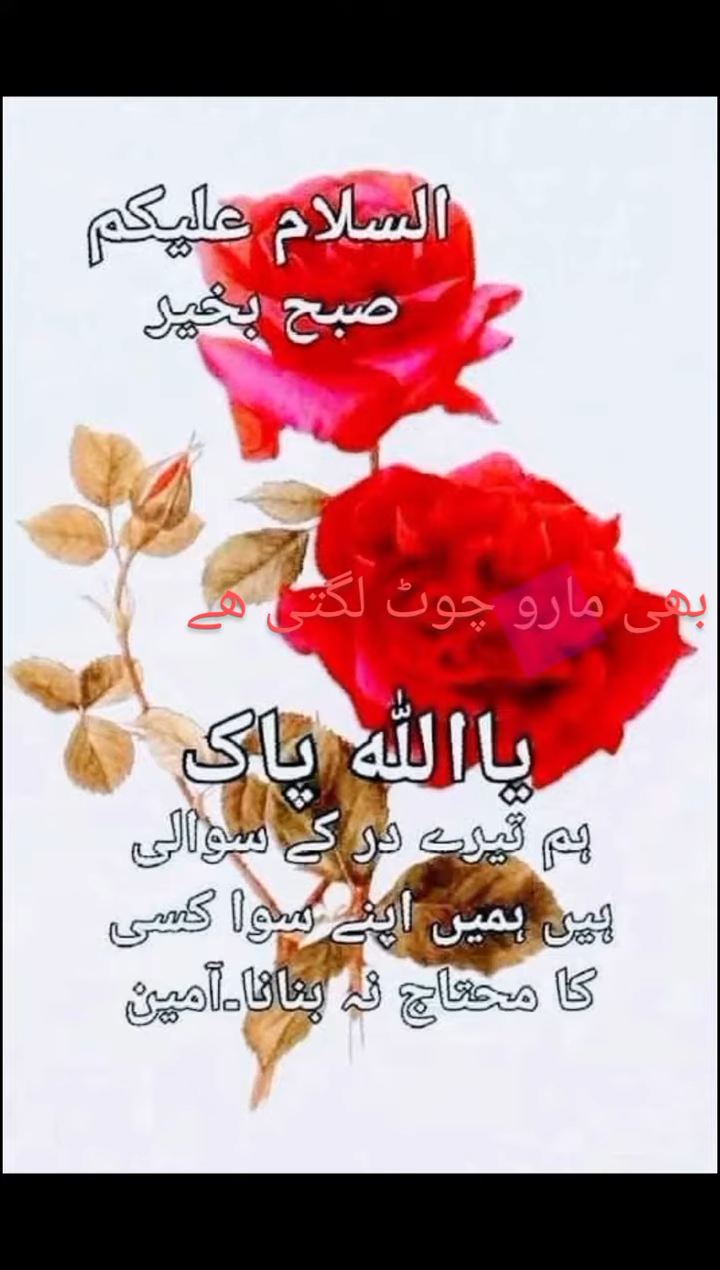 السلام علیکم
صبح بخیر
بھی مارو چوٹ لگتی ھے
یااللہ پاک
ہم تیرے در کے سوالی
ہیں ہمیں اپنے سوا کسی
کا محتاج نہ بنانا۔آمین